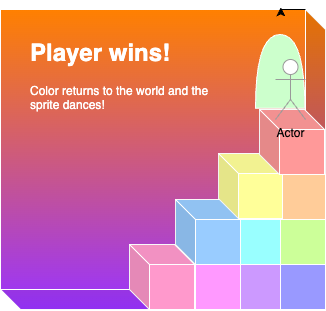 Player wins!
Color returns to the world and the
sprite dances!
Actor